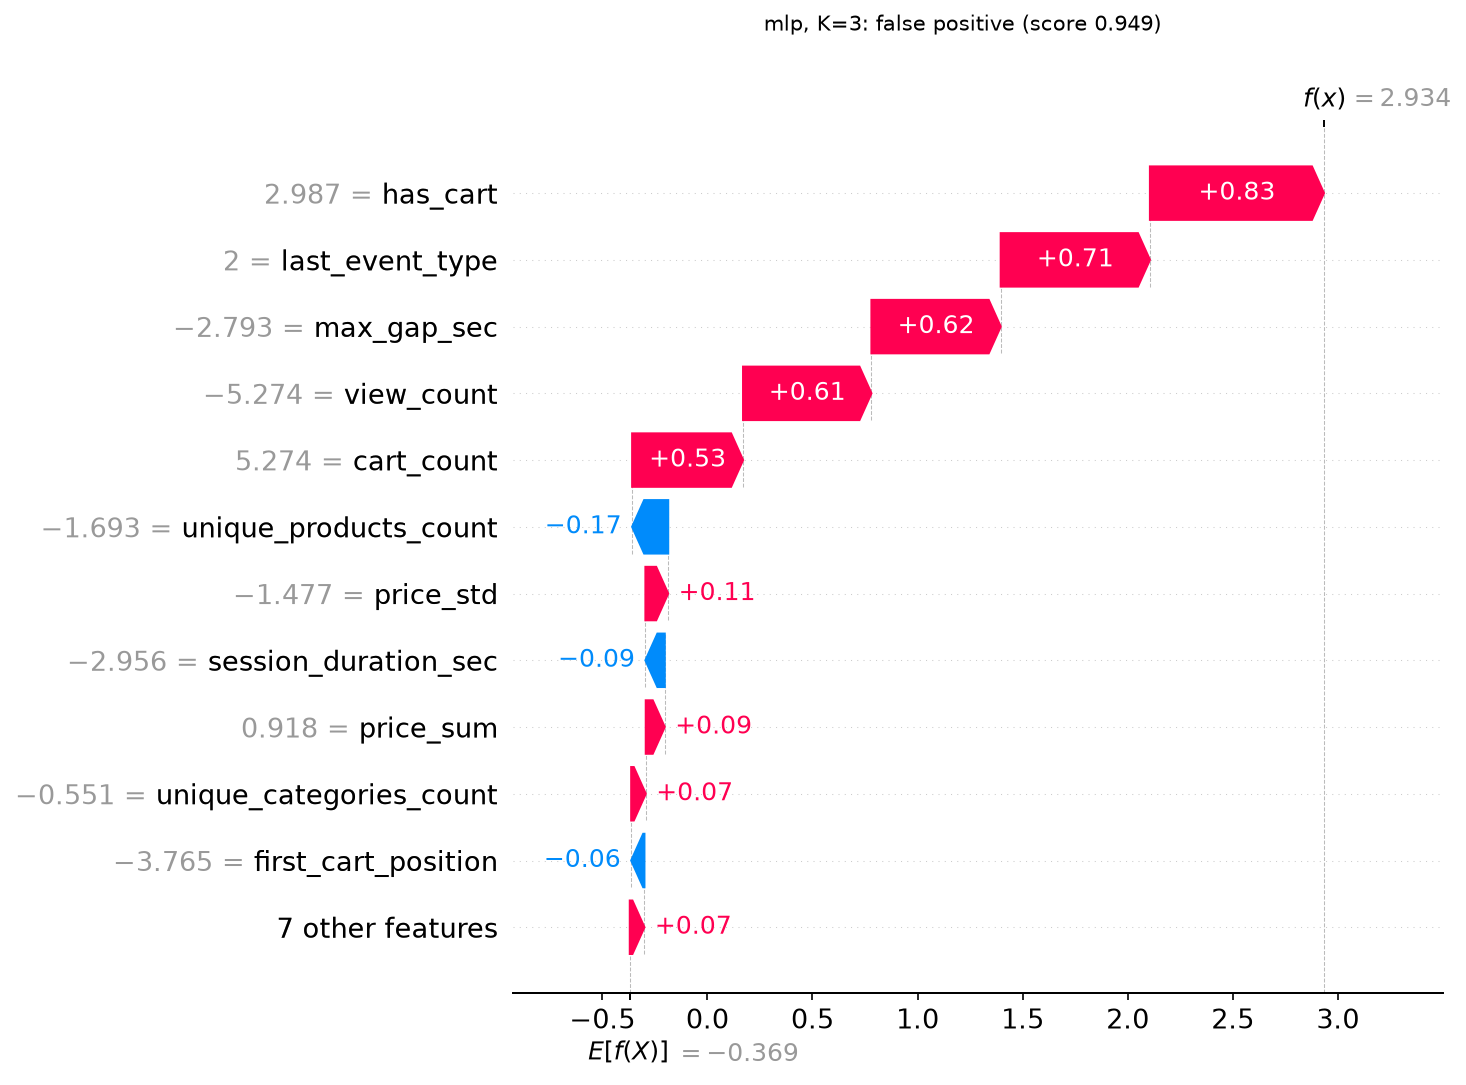 mlp, K=3: false positive (score 0.949)
f(x) = 2.934
2.987 = has_cart +0.83
2 = last_event_type +0.71
−2.793 = max_gap_sec +0.62
−5.274 = view_count +0.61
5.274 = cart_count +0.53
−1.693 = unique_products_count −0.17
−1.477 = price_std +0.11
−2.956 = session_duration_sec −0.09
0.918 = price_sum +0.09
−0.551 = unique_categories_count +0.07
−3.765 = first_cart_position −0.06
7 other features +0.07
−0.5 0.0 0.5 1.0 1.5 2.0 2.5 3.0
E[f(X)] = −0.369